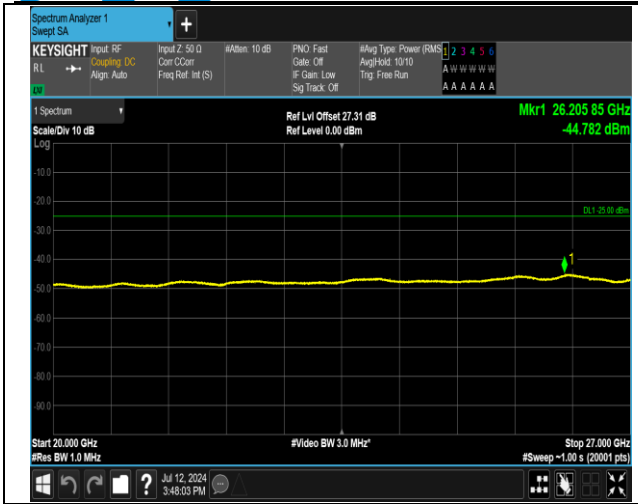 Spectrum Analyzer 1
Swept SA
+
KEYSIGHT
RL
LXI
Input: RF
Coupling: DC
Align: Auto
Input Z: 50 Ω
Corr CCorr
Freq Ref: Int (S)
#Atten: 10 dB
PNO: Fast
Gate: Off
IF Gain: Low
Sig Track: Off
#Avg Type: Power (RMS
Avg|Hold: 10/10
Trig: Free Run
1 2 3 4 5 6
A W W W W W
A A A A A A
1 Spectrum
Scale/Div 10 dB
Log
Ref Lvl Offset 27.31 dB
Ref Level 0.00 dBm
Mkr1 26.205 85 GHz
-44.782 dBm
-10.0
-20.0
DL1 -25.00 dBm
-30.0
-40.0
1
-50.0
-60.0
-70.0
-80.0
-90.0
Start 20.000 GHz
#Video BW 3.0 MHz*
Stop 27.000 GHz
#Res BW 1.0 MHz
#Sweep ~1.00 s (20001 pts)
?
Jul 12, 2024
3:48:03 PM